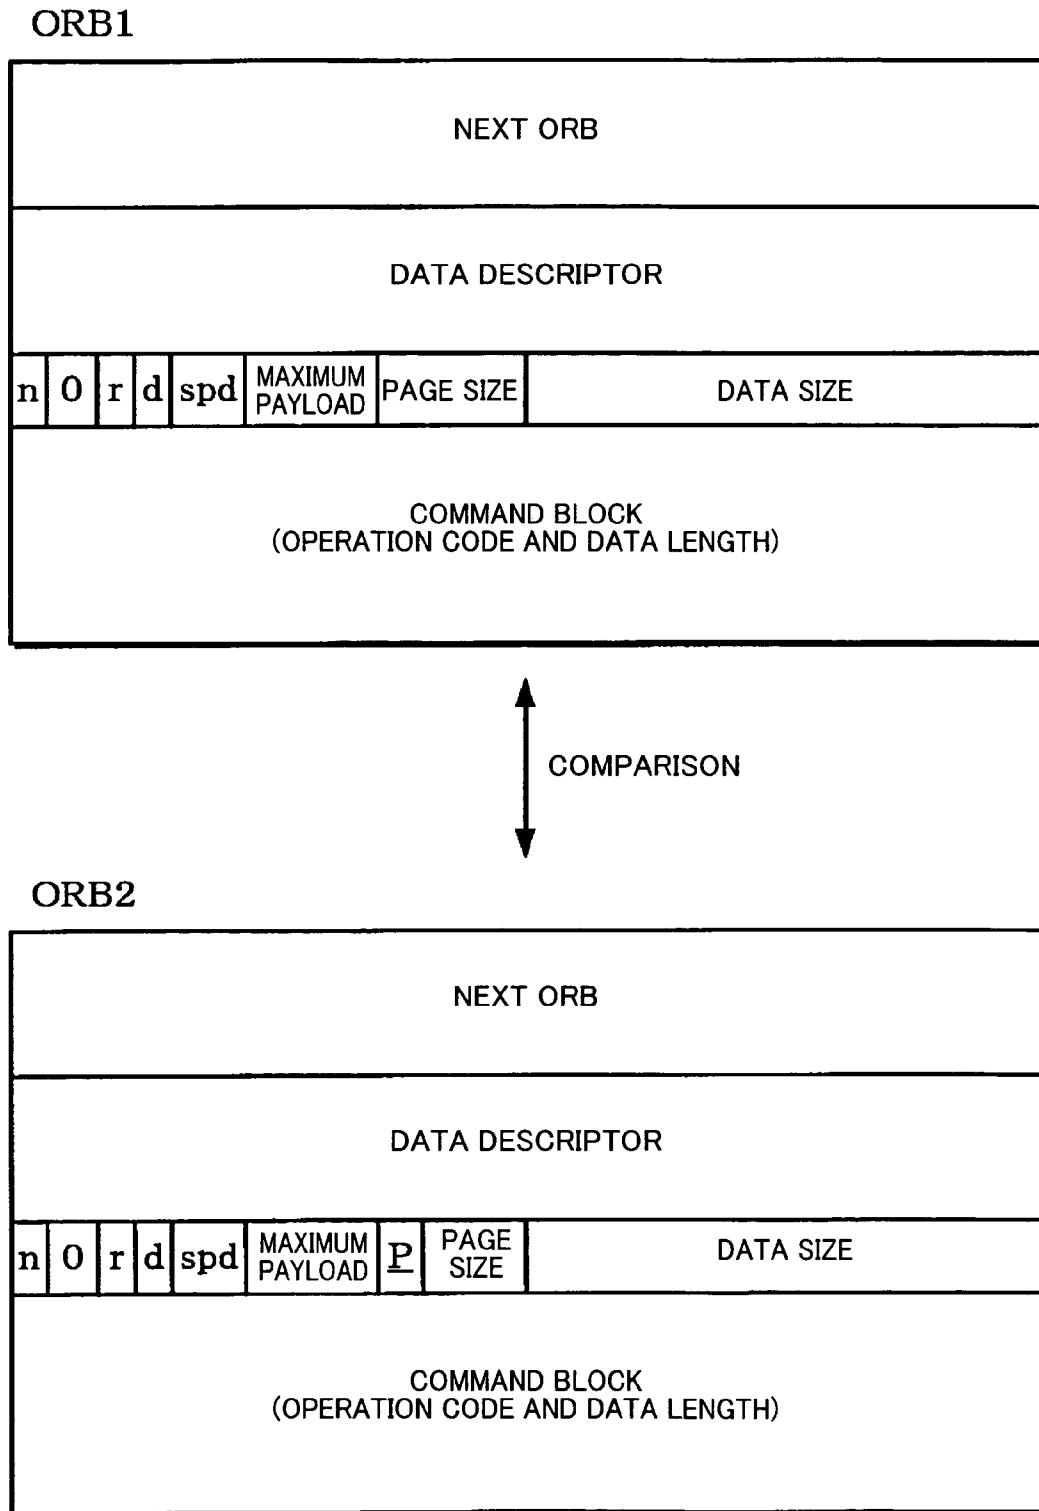 ORB1
NEXT ORB
DATA DESCRIPTOR
n 0 r d spd MAXIMUM PAYLOAD PAGE SIZE DATA SIZE
COMMAND BLOCK
(OPERATION CODE AND DATA LENGTH)
COMPARISON
ORB2
NEXT ORB
DATA DESCRIPTOR
n 0 r d spd MAXIMUM PAYLOAD P PAGE SIZE DATA SIZE
COMMAND BLOCK
(OPERATION CODE AND DATA LENGTH)